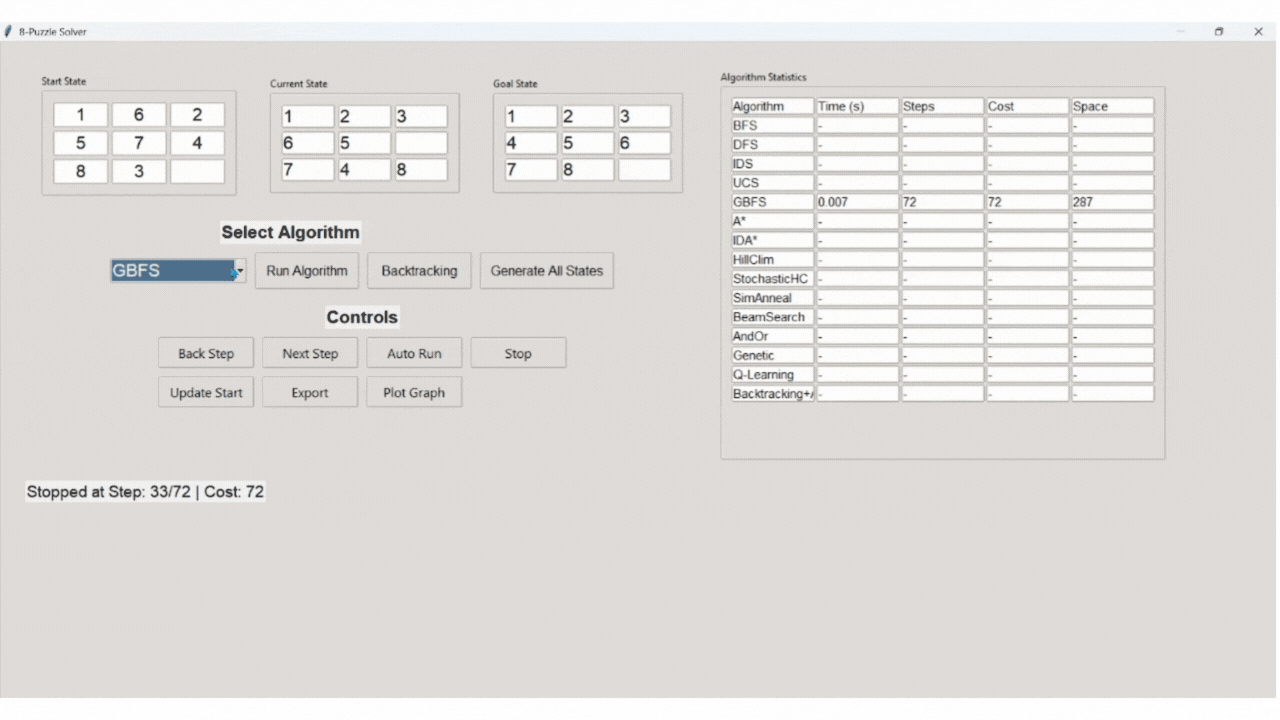 8-Puzzle Solver
Start State
1 6 2
5 7 4
8 3
Current State
1 2 3
6 5
7 4 8
Goal State
1 2 3
4 5 6
7 8
Select Algorithm
GBFS
Run Algorithm
Backtracking
Generate All States
Controls
Back Step
Next Step
Auto Run
Stop
Update Start
Export
Plot Graph
Stopped at Step: 33/72 | Cost: 72
Algorithm Statistics
Algorithm Time (s) Steps Cost Space
BFS - - - -
DFS - - - -
IDS - - - -
UCS - - - -
GBFS 0.007 72 72 287
A* - - - -
IDA* - - - -
HillClim - - - -
StochasticHC - - - -
SimAnneal - - - -
BeamSearch - - - -
AndOr - - - -
Genetic - - - -
Q-Learning - - - -
Backtracking+ - - - -